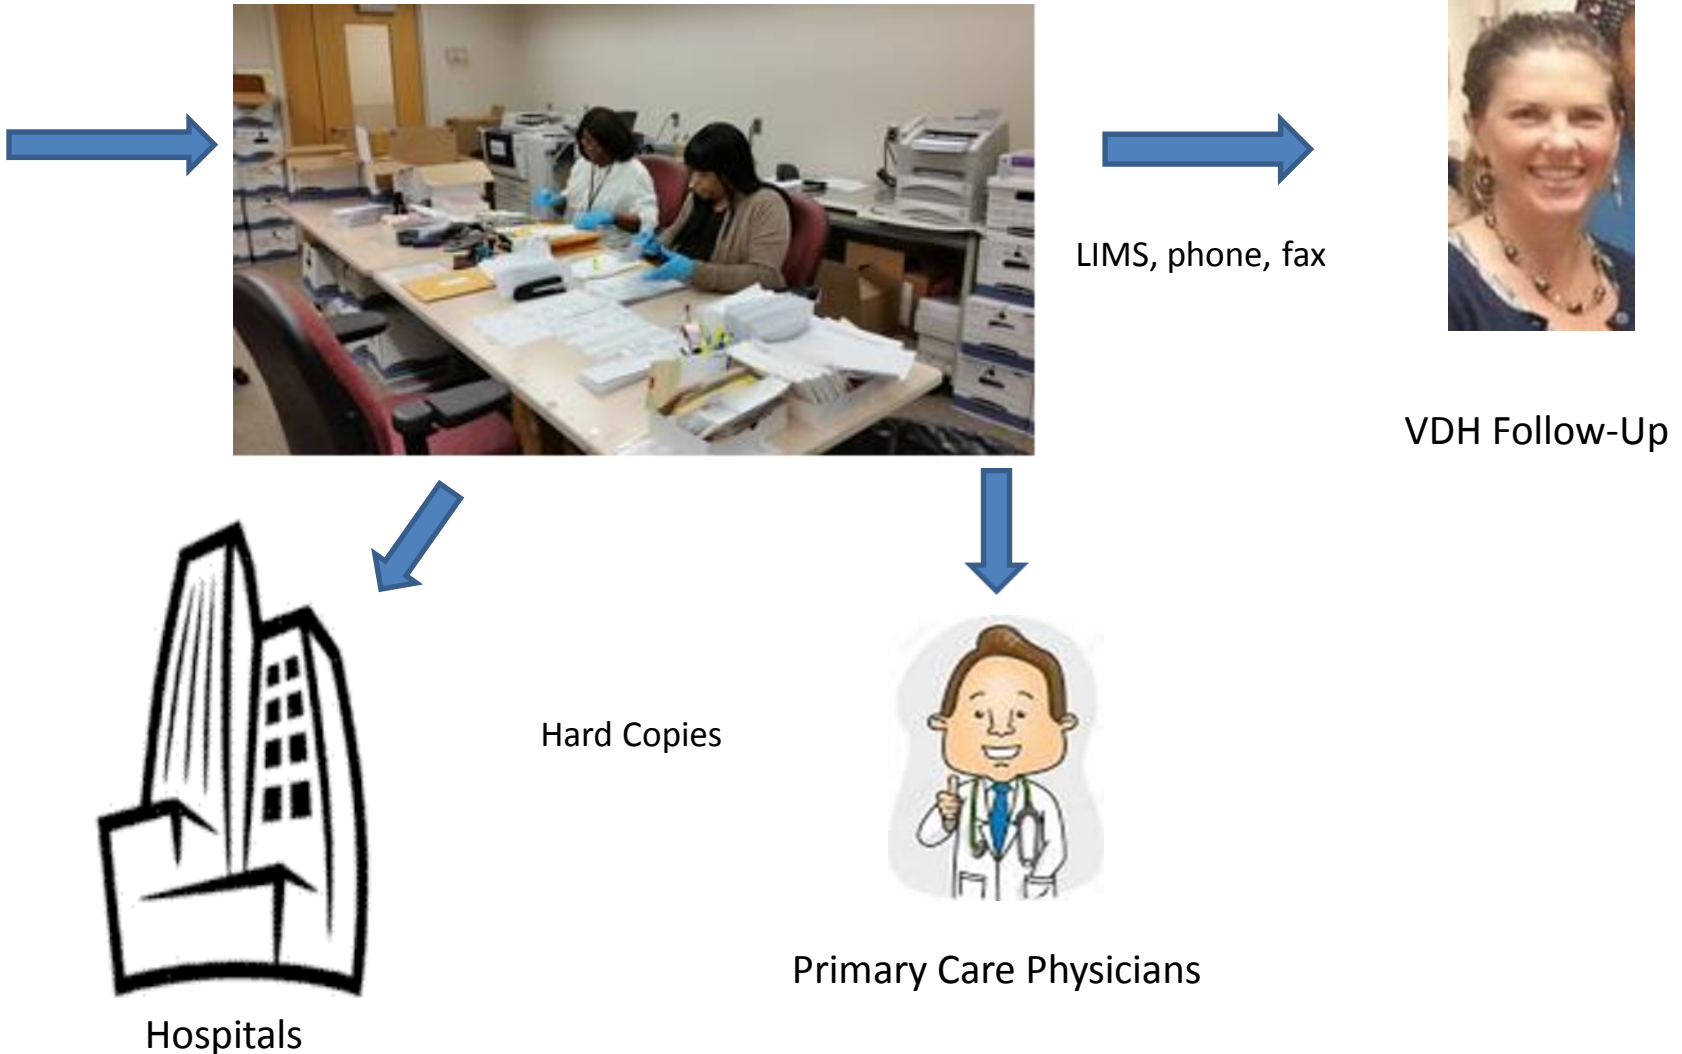 LIMS, phone, fax
VDH Follow-Up
Hard Copies
Primary Care Physicians
Hospitals